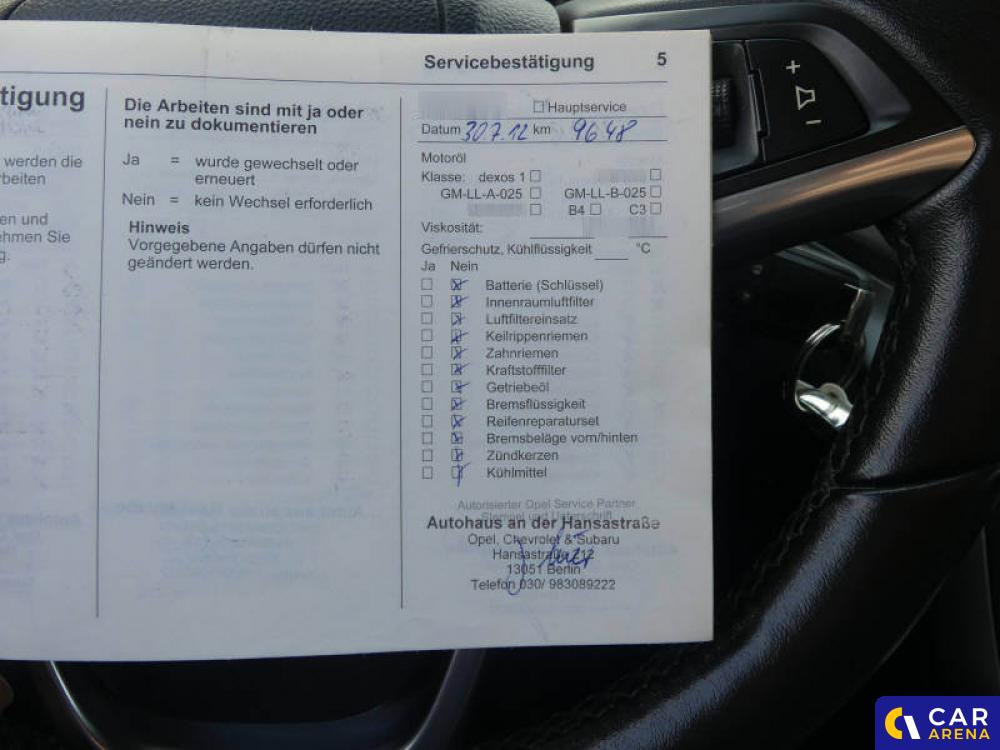 Servicebestätigung 5
tigung
werden die
rbeiten
en und
ehmen Sie
g.
Die Arbeiten sind mit ja oder
nein zu dokumentieren
Ja = wurde gewechselt oder
erneuert
Nein = kein Wechsel erforderlich
Hinweis
Vorgegebene Angaben dürfen nicht
geändert werden.
Hauptservice
Datum 30.7.12 km 9648
Motoröl
Klasse: dexos 1
GM-LL-A-025 GM-LL-B-025
B4 C3
Viskosität:
Gefrierschutz, Kühlflüssigkeit °C
Ja Nein
Batterie (Schlüssel)
Innenraumluftfilter
Luftfiltereinsatz
Keilrippenriemen
Zahnriemen
Kraftstofffilter
Getriebeöl
Bremsflüssigkeit
Reifenreparaturset
Bremsbeläge vorn/hinten
Zündkerzen
Kühlmittel
Autorisierter Opel Service Partner
Stempel und Unterschrift
Autohaus an der Hansastraße
Opel, Chevrolet & Subaru
Hansastraße 212
13051 Berlin
Telefon 030/ 983089222
+
−
CAR
ARENA